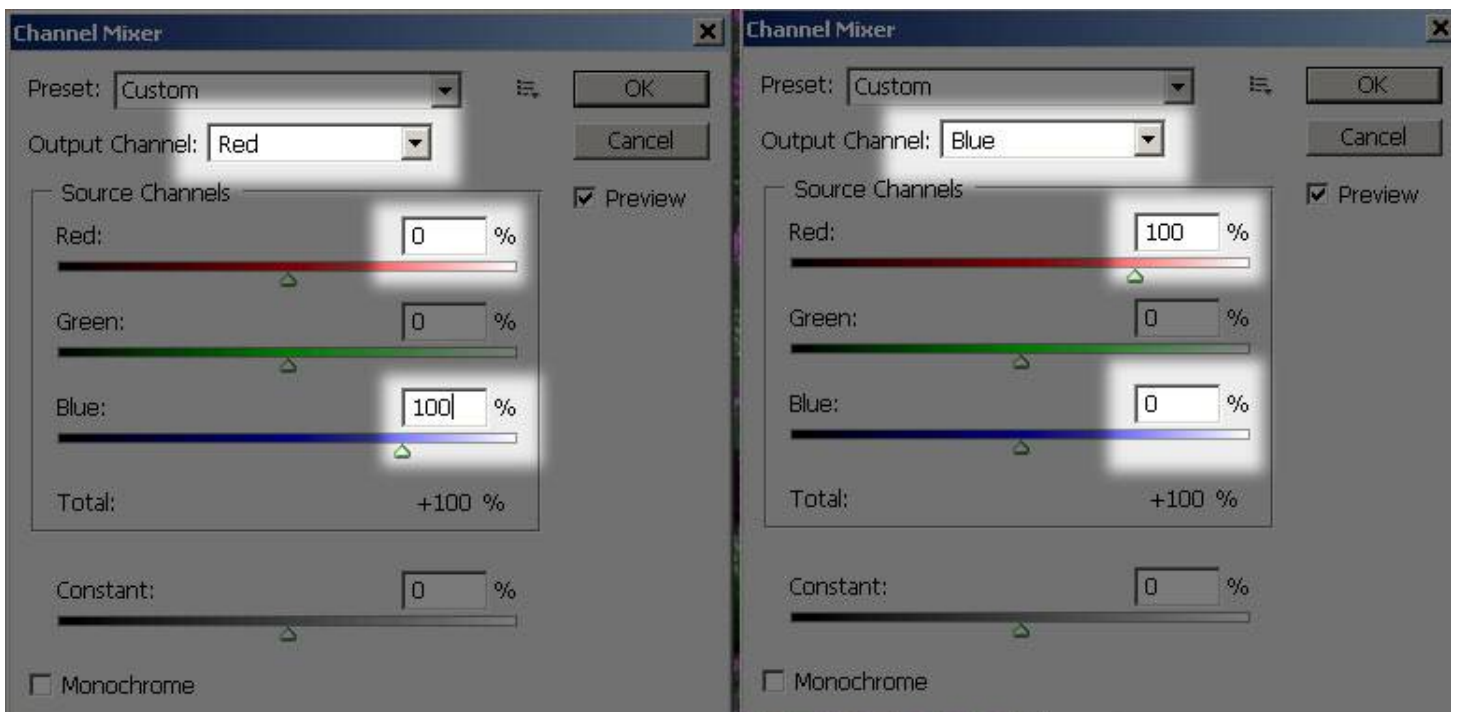 Channel Mixer
Preset: Custom
OK
Output Channel: Red
Cancel
Source Channels
Preview
Red: 0 %
Green: 0 %
Blue: 100 %
Total: +100 %
Constant: 0 %
Monochrome
Channel Mixer
Preset: Custom
OK
Output Channel: Blue
Cancel
Source Channels
Preview
Red: 100 %
Green: 0 %
Blue: 0 %
Total: +100 %
Constant: 0 %
Monochrome